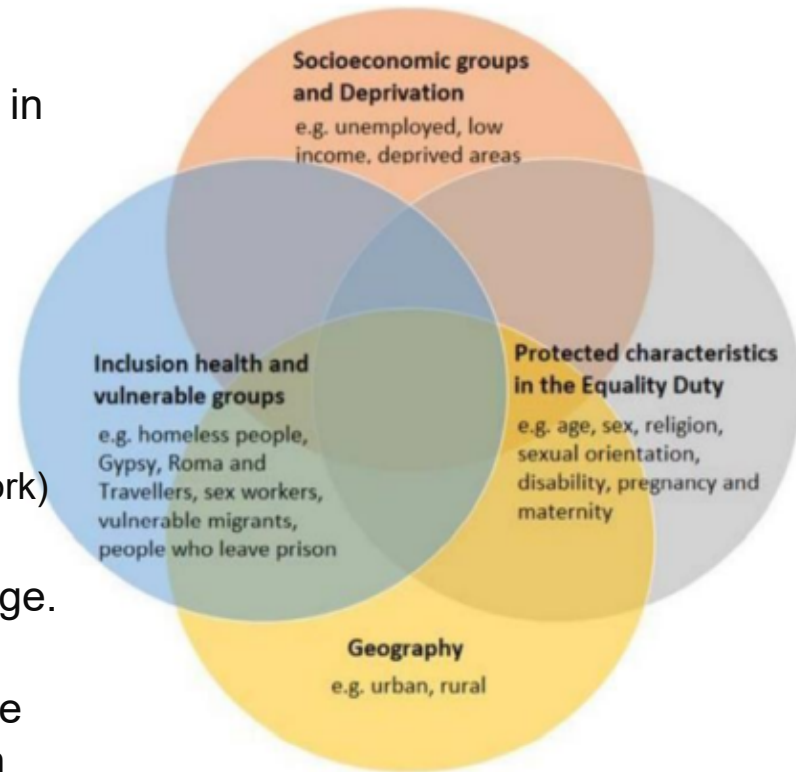 in
ork)
ge.
e
Socioeconomic groups
and Deprivation
e.g. unemployed, low
income, deprived areas
Inclusion health and
vulnerable groups
e.g. homeless people,
Gypsy, Roma and
Travellers, sex workers,
vulnerable migrants,
people who leave prison
Protected characteristics
in the Equality Duty
e.g. age, sex, religion,
sexual orientation,
disability, pregnancy and
maternity
Geography
e.g. urban, rural